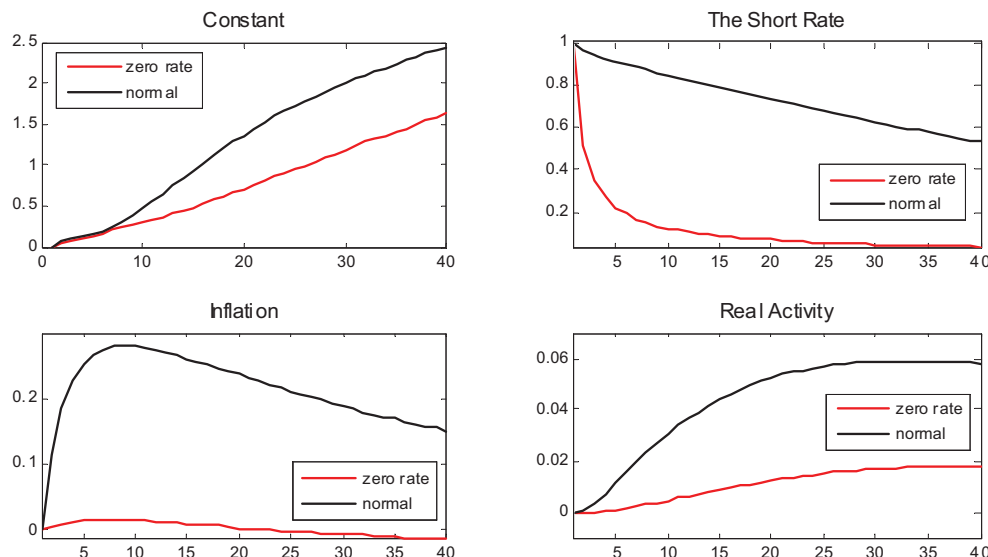 Constant
2.5
2
1.5
1
0.5
0
zero rate
normal
0 10 20 30 40
The Short Rate
1
0.8
0.6
0.4
0.2
zero rate
normal
5 10 15 20 25 30 35 40
Inflation
0.2
0.1
0
zero rate
normal
5 10 15 20 25 30 35 40
Real Activity
0.06
0.04
0.02
0
zero rate
normal
5 10 15 20 25 30 35 40